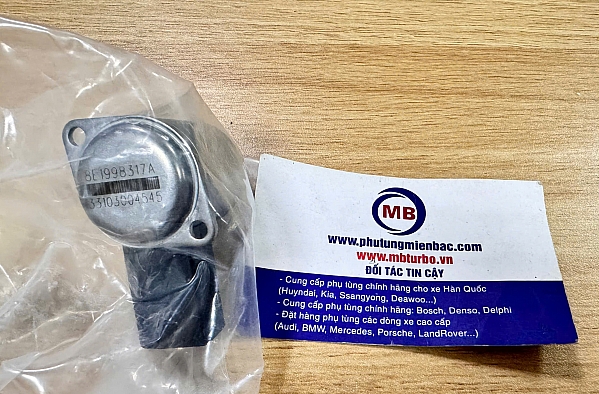 8E1998317A
33103004545
MB
www.phutungmienbac.com
www.mbturbo.vn
ĐỐI TÁC TIN CẬY
- Cung cấp phụ tùng chính hãng cho xe Hàn Quốc
(Huyndai, Kia, Ssangyong, Deawoo...)
- Cung cấp phụ tùng chính hãng: Bosch, Denso, Delphi
- Đặt hàng phụ tùng các dòng xe cao cấp
(Audi, BMW, Mercedes, Porsche, LandRover...)